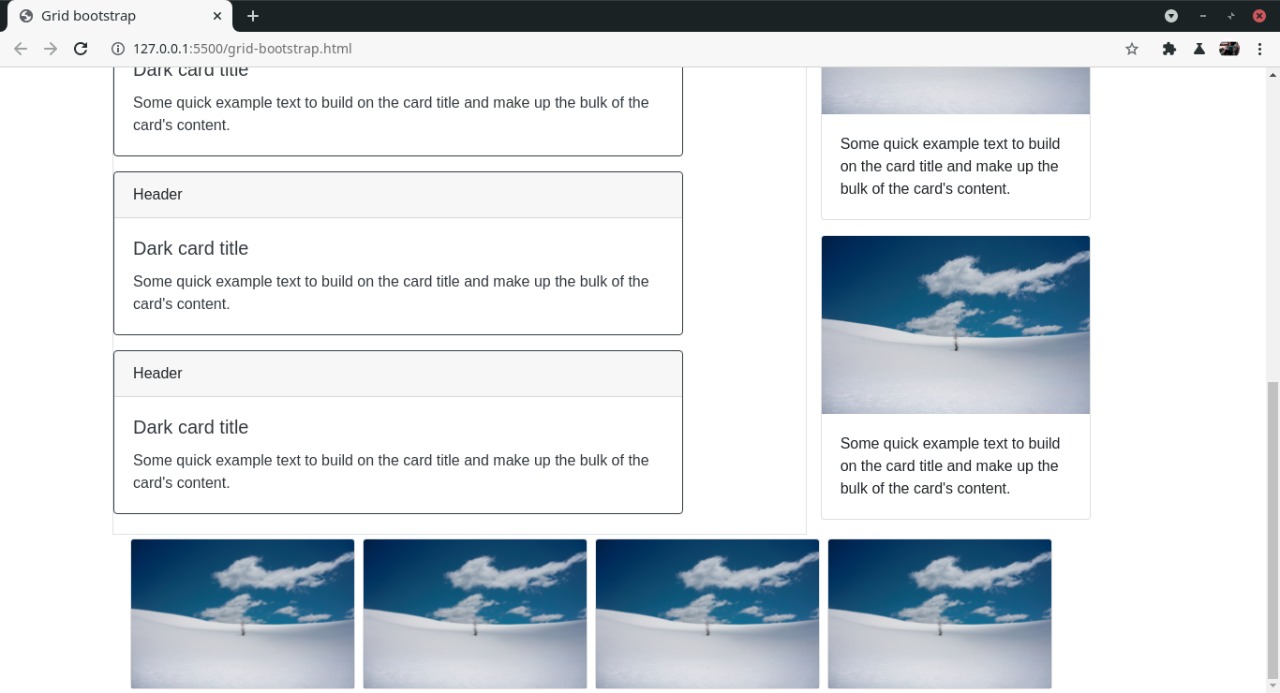 Grid bootstrap
127.0.0.1:5500/grid-bootstrap.html
Dark card title
Some quick example text to build on the card title and make up the bulk of the
card's content.
Header
Dark card title
Some quick example text to build on the card title and make up the bulk of the
card's content.
Header
Dark card title
Some quick example text to build on the card title and make up the bulk of the
card's content.
Some quick example text to build
on the card title and make up the
bulk of the card's content.
Some quick example text to build
on the card title and make up the
bulk of the card's content.